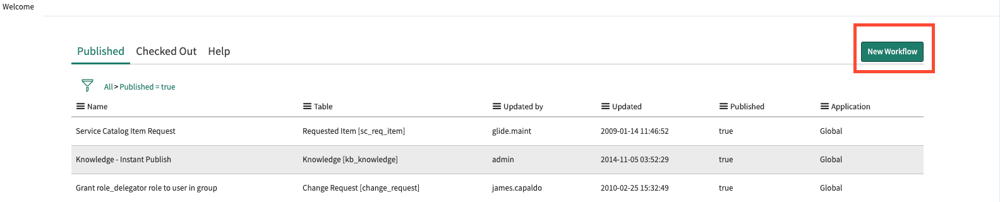 Welcome
Published Checked Out Help New Workflow
All > Published = true
Name Table Updated by Updated Published Application
Service Catalog Item Request Requested Item [sc_req_item] glide.maint 2009-01-14 11:46:52 true Global
Knowledge - Instant Publish Knowledge [kb_knowledge] admin 2014-11-05 03:52:29 true Global
Grant role_delegator role to user in group Change Request [change_request] james.capaldo 2010-02-25 15:32:49 true Global